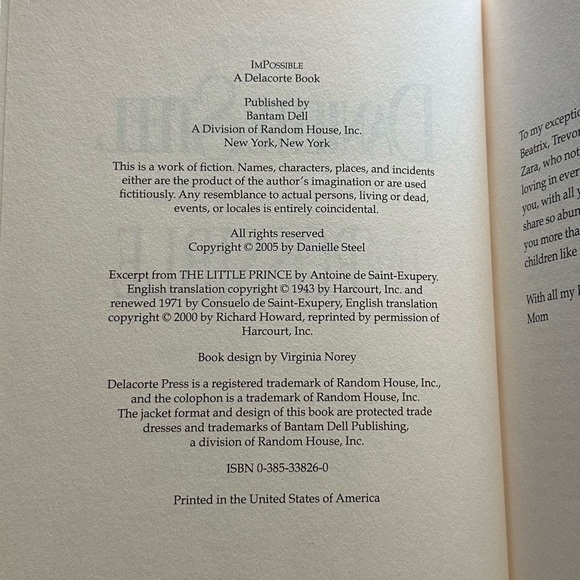 IMPOSSIBLE
A Delacorte Book
Published by
Bantam Dell
A Division of Random House, Inc.
New York, New York
This is a work of fiction. Names, characters, places, and incidents
either are the product of the author's imagination or are used
fictitiously. Any resemblance to actual persons, living or dead,
events, or locales is entirely coincidental.
All rights reserved
Copyright © 2005 by Danielle Steel
Excerpt from THE LITTLE PRINCE by Antoine de Saint-Exupery.
English translation copyright © 1943 by Harcourt, Inc. and
renewed 1971 by Consuelo de Saint-Exupery, English translation
copyright © 2000 by Richard Howard, reprinted by permission of
Harcourt, Inc.
Book design by Virginia Norey
Delacorte Press is a registered trademark of Random House, Inc.,
and the colophon is a trademark of Random House, Inc.
The jacket format and design of this book are protected trade
dresses and trademarks of Bantam Dell Publishing,
a division of Random House, Inc.
ISBN 0-385-33826-0
Printed in the United States of America
To my
Beatrix,
Zara, who not
loving in
you, with all
share so
you more
children like
With all my
Mom